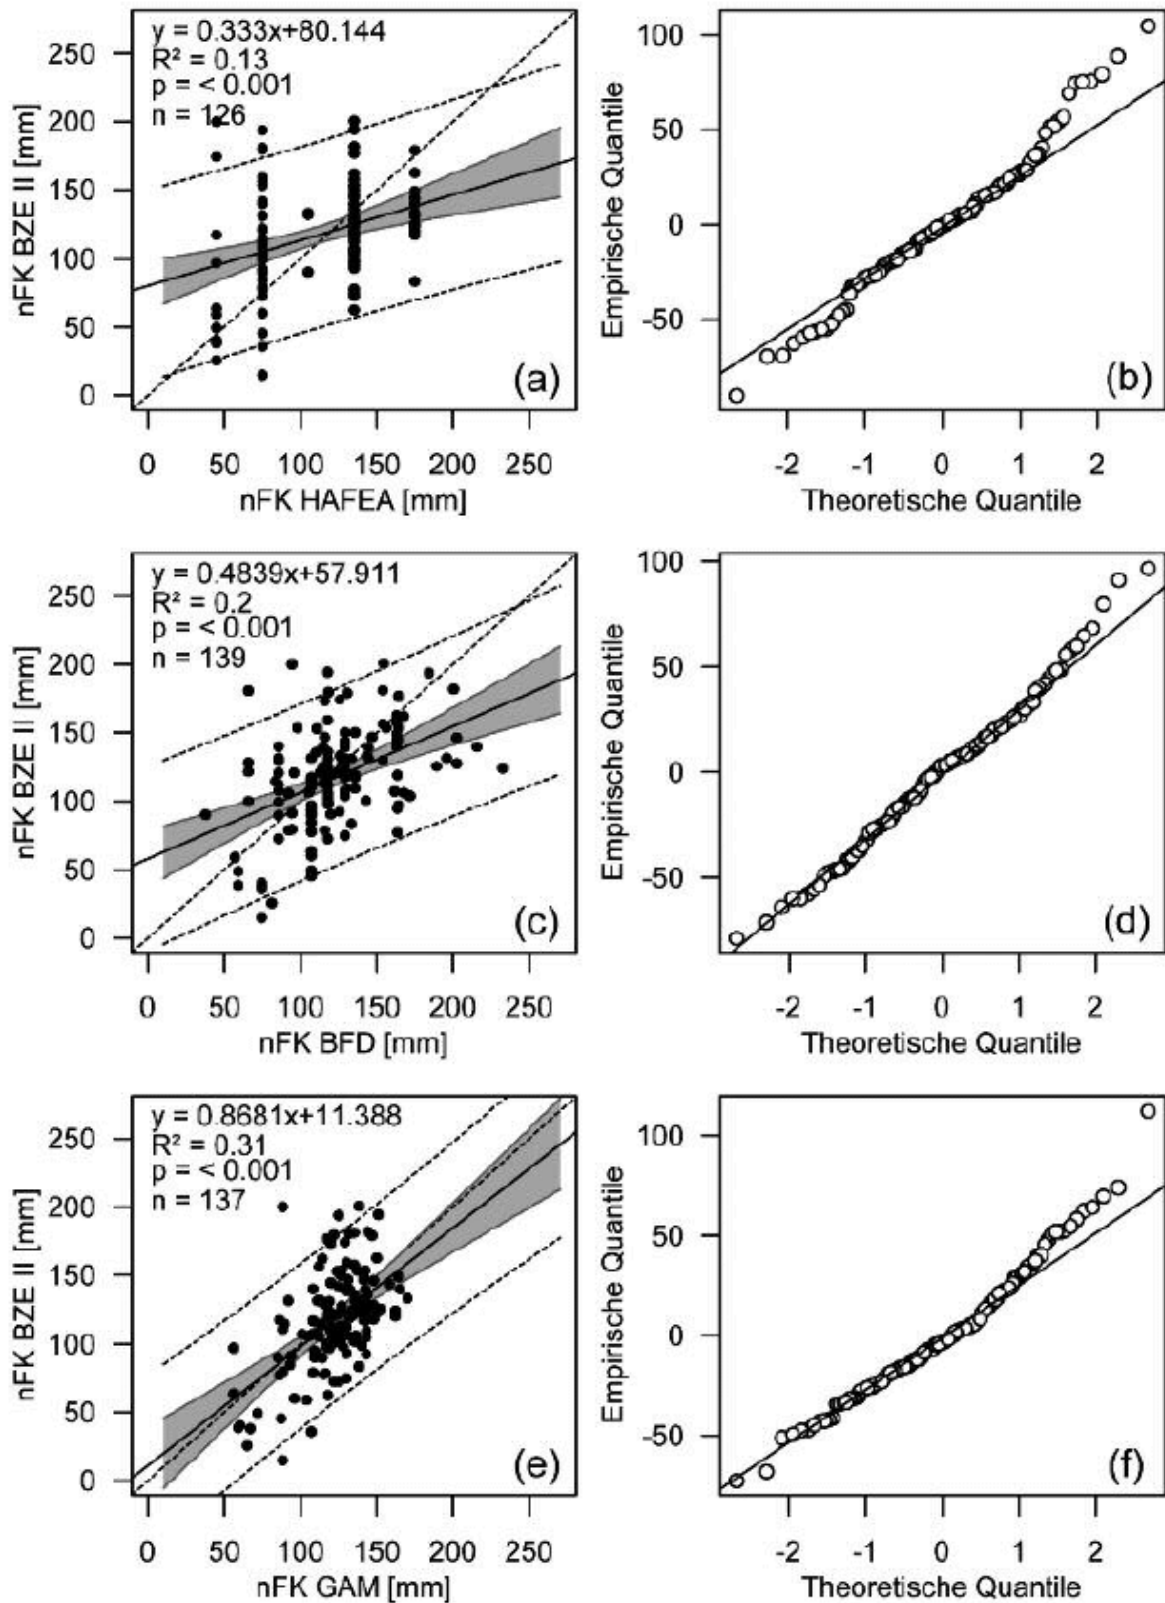 y = 0.333x+80.144
R² = 0.13
p = < 0.001
n = 126
nFK BZE II [mm]
250
200
150
100
50
0
(a)
0 50 100 150 200 250
nFK HAFEA [mm]
Empirische Quantile
100
50
0
-50
(b)
-2 -1 0 1 2
Theoretische Quantile
y = 0.4839x+57.911
R² = 0.2
p = < 0.001
n = 139
nFK BZE II [mm]
250
200
150
100
50
0
(c)
0 50 100 150 200 250
nFK BFD [mm]
Empirische Quantile
100
50
0
-50
(d)
-2 -1 0 1 2
Theoretische Quantile
y = 0.8681x+11.388
R² = 0.31
p = < 0.001
n = 137
nFK BZE II [mm]
250
200
150
100
50
0
(e)
0 50 100 150 200 250
nFK GAM [mm]
Empirische Quantile
100
50
0
-50
(f)
-2 -1 0 1 2
Theoretische Quantile